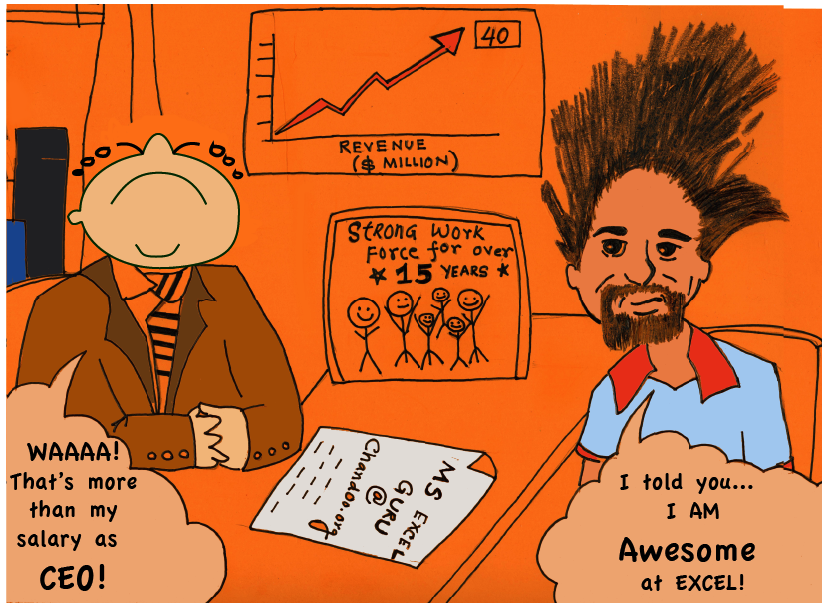 40
REVENUE
($ MILLION)
STRONG WORK
FORCE for over
★ 15 YEARS ★
MS EXCEL
GURU
@
Chandoo.org
WAAAA!
That's more
than my
salary as
CEO!
I told you...
I AM
Awesome
at EXCEL!